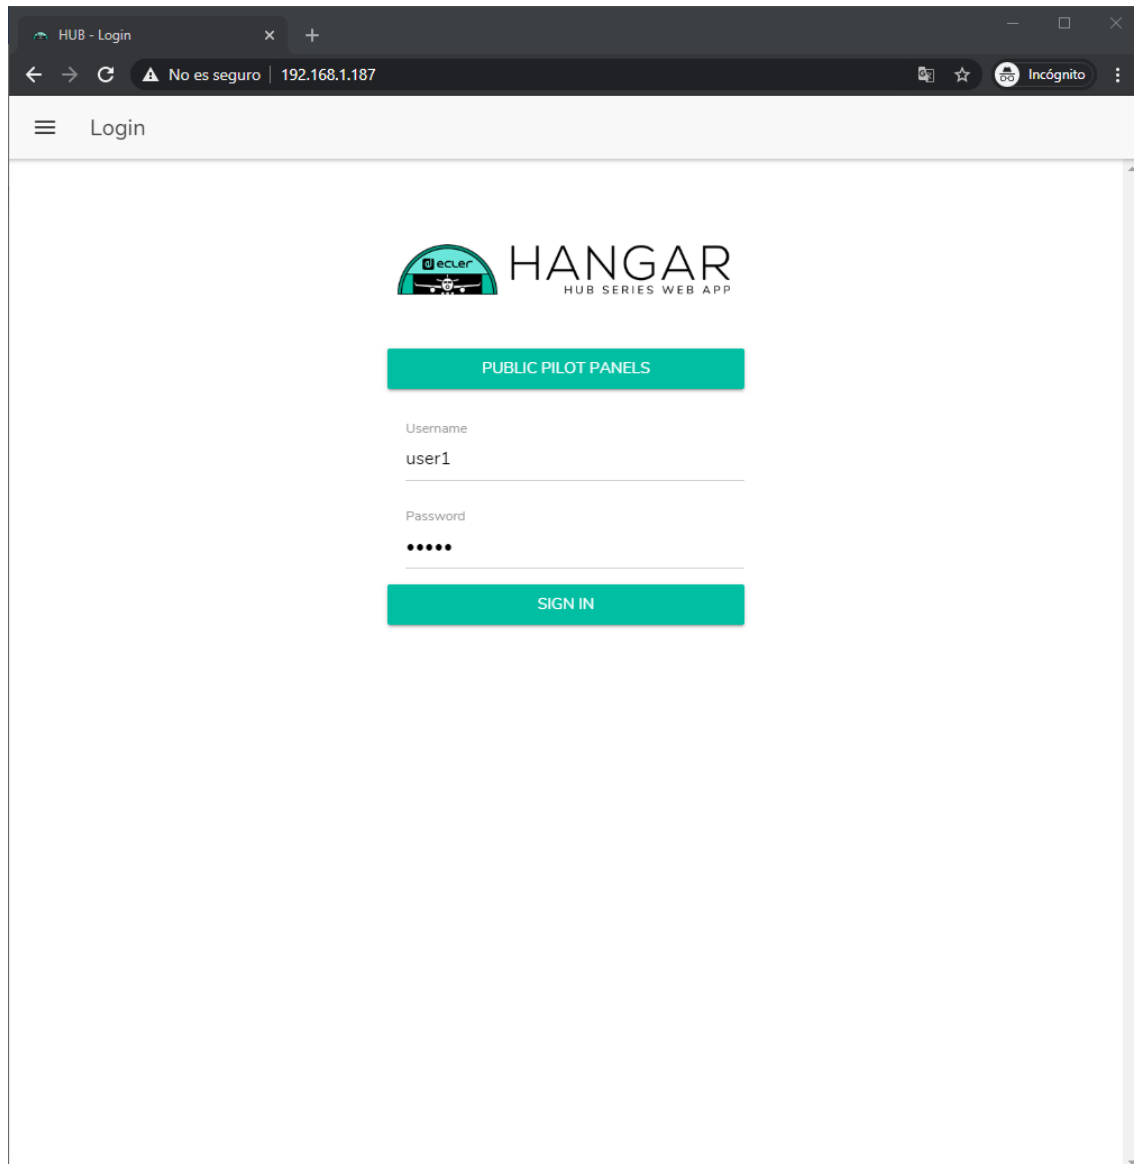 HUB - Login
No es seguro | 192.168.1.187
Incógnito
Login
ecler
HANGAR
HUB SERIES WEB APP
PUBLIC PILOT PANELS
Username
user1
Password
•••••
SIGN IN